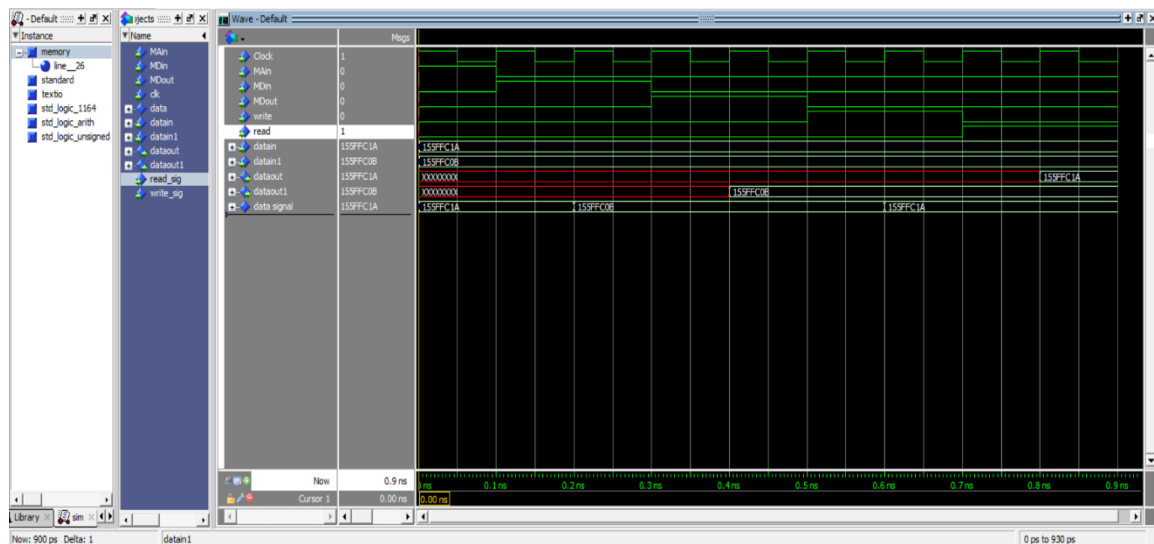 - Default
jects
Wave - Default
Instance
memory
line__26
standard
textio
std_logic_1164
std_logic_arith
std_logic_unsigned
Name
MAin
MDin
MDout
clk
data
datain
datain1
dataout
dataout1
read_sig
write_sig
Msgs
Clock 1
MAin 0
MDin 0
MDout 0
write 0
read 1
datain 155FFC1A 155FFC1A
datain1 155FFC0B 155FFC0B
dataout 155FFC1A XXXXXXXX 155FFC1A
dataout1 155FFC0B XXXXXXXX 155FFC0B
data signal 155FFC1A 155FFC1A 155FFC0B 155FFC1A
Now 0.9 ns ns 0.1 ns 0.2 ns 0.3 ns 0.4 ns 0.5 ns 0.6 ns 0.7 ns 0.8 ns 0.9 ns
Cursor 1 0.00 ns 0.00 ns
Library sim
Now: 900 ps Delta: 1 datain1 0 ps to 930 ps